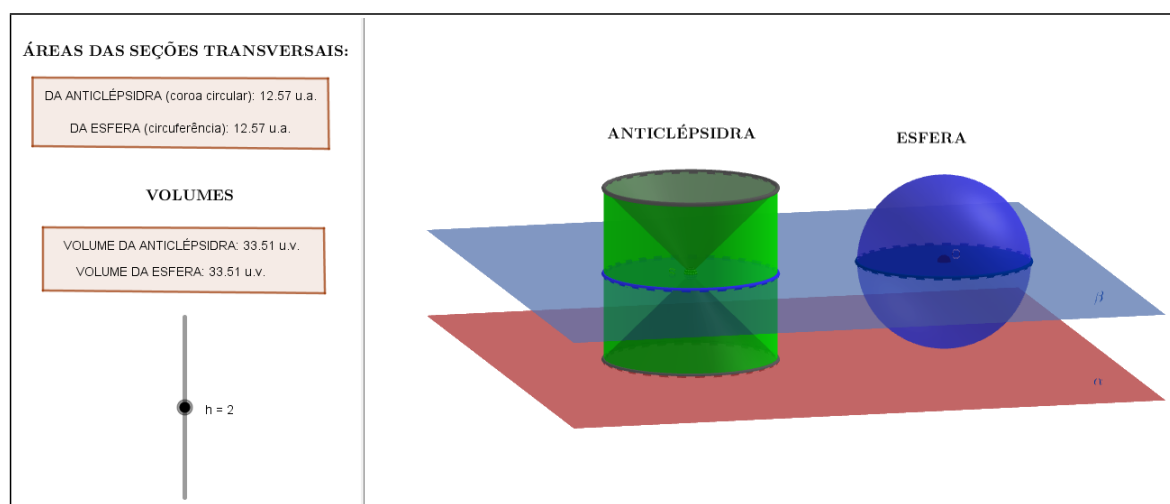 ÁREAS DAS SEÇÕES TRANSVERSAIS:
DA ANTICLÉPSIDRA (coroa circular): 12.57 u.a.
DA ESFERA (circuferência): 12.57 u.a.
VOLUMES
VOLUME DA ANTICLÉPSIDRA: 33.51 u.v.
VOLUME DA ESFERA: 33.51 u.v.
h = 2
ANTICLÉPSIDRA
ESFERA
β
α